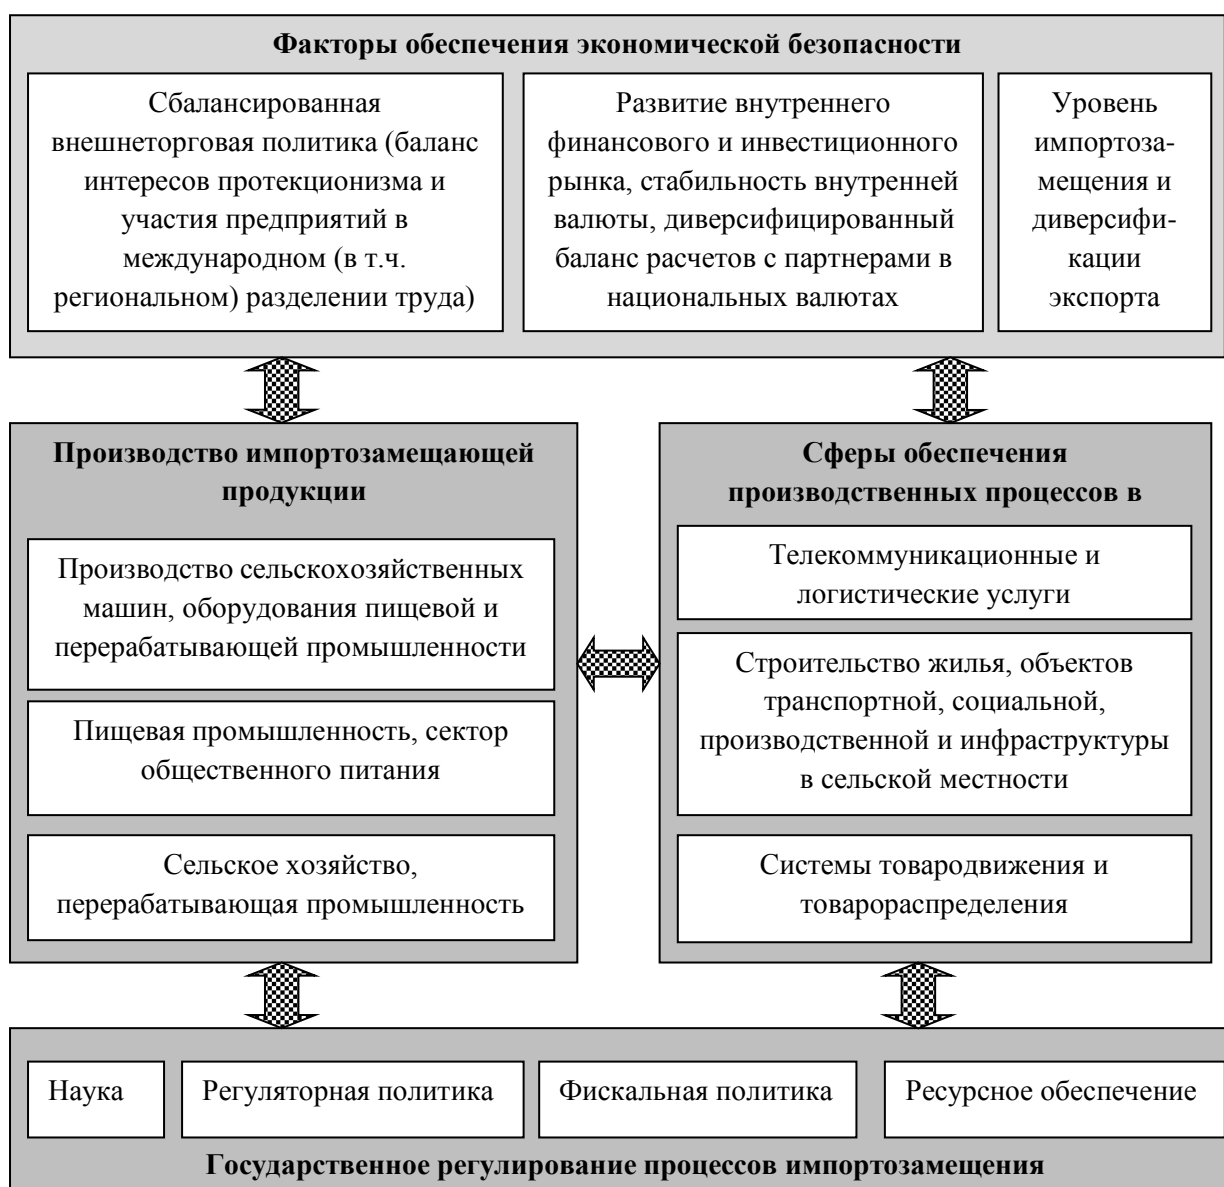 Факторы обеспечения экономической безопасности
Сбалансированная
внешнеторговая политика (баланс
интересов протекционизма и
участия предприятий в
международном (в т.ч.
региональном) разделении труда)
Развитие внутреннего
финансового и инвестиционного
рынка, стабильность внутренней
валюты, диверсифицированный
баланс расчетов с партнерами в
национальных валютах
Уровень
импортоза-
мещения и
диверсифи-
кации
экспорта
Производство импортозамещающей
продукции
Производство сельскохозяйственных
машин, оборудования пищевой и
перерабатывающей промышленности
Пищевая промышленность, сектор
общественного питания
Сельское хозяйство,
перерабатывающая промышленность
Сферы обеспечения
производственных процессов в
Телекоммуникационные и
логистические услуги
Строительство жилья, объектов
транспортной, социальной,
производственной и инфраструктуры
в сельской местности
Системы товародвижения и
товарораспределения
Наука
Регуляторная политика
Фискальная политика
Ресурсное обеспечение
Государственное регулирование процессов импортозамещения